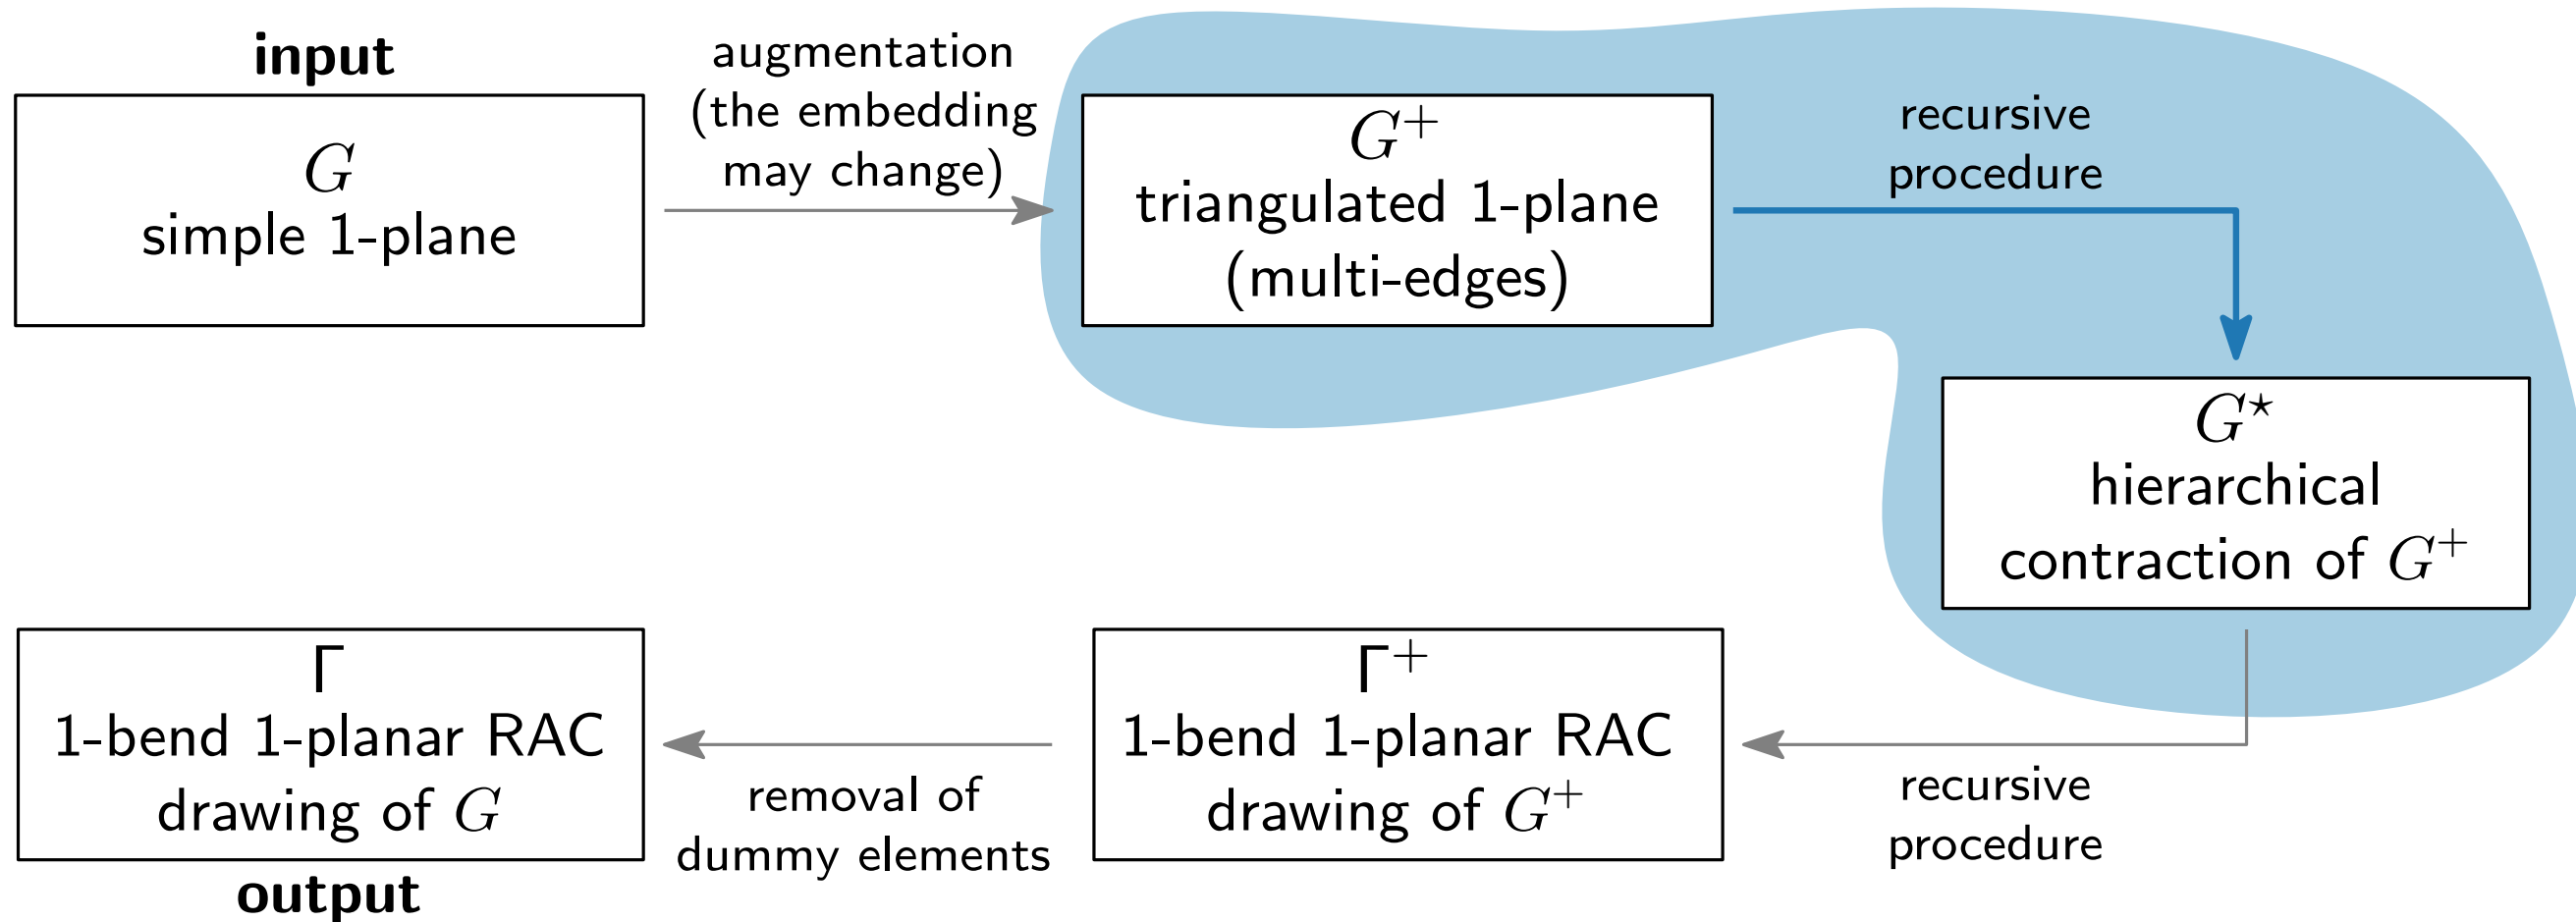 input
G
simple 1-plane
augmentation
(the embedding
may change)
G⁺
triangulated 1-plane
(multi-edges)
recursive
procedure
G⋆
hierarchical
contraction of G⁺
recursive
procedure
Γ⁺
1-bend 1-planar RAC
drawing of G⁺
removal of
dummy elements
Γ
1-bend 1-planar RAC
drawing of G
output